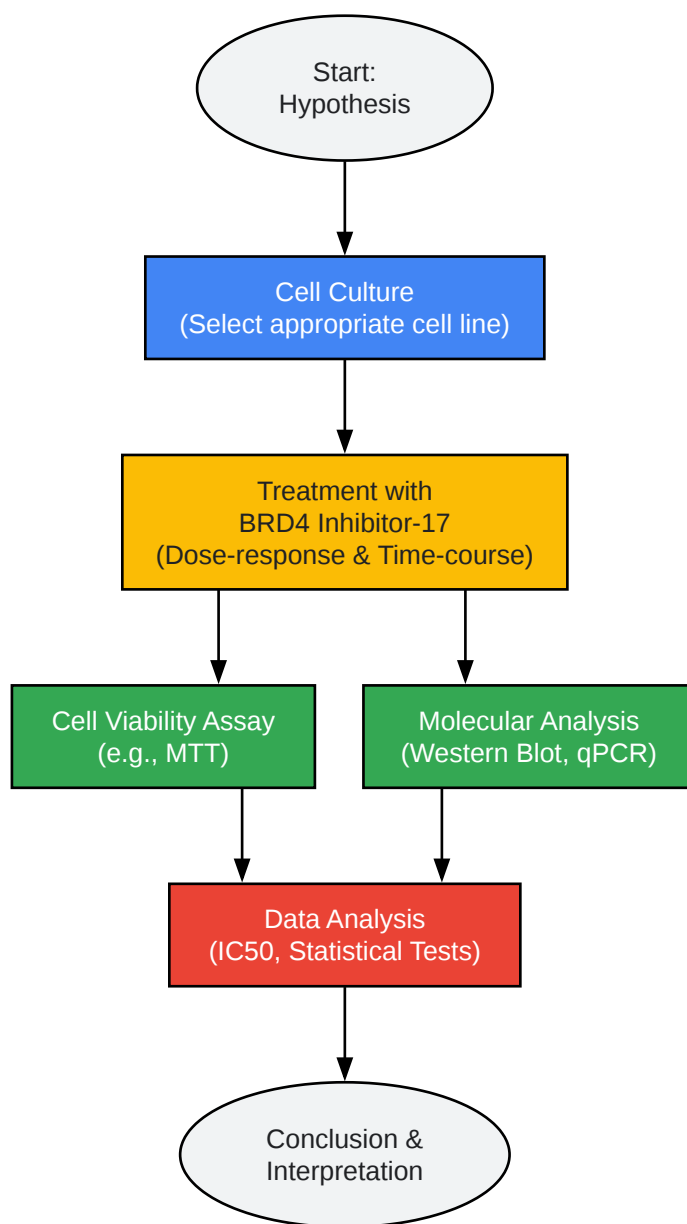 Start:
Hypothesis
Cell Culture
(Select appropriate cell line)
Treatment with
BRD4 Inhibitor-17
(Dose-response & Time-course)
Cell Viability Assay
(e.g., MTT)
Molecular Analysis
(Western Blot, qPCR)
Data Analysis
(IC50, Statistical Tests)
Conclusion &
Interpretation